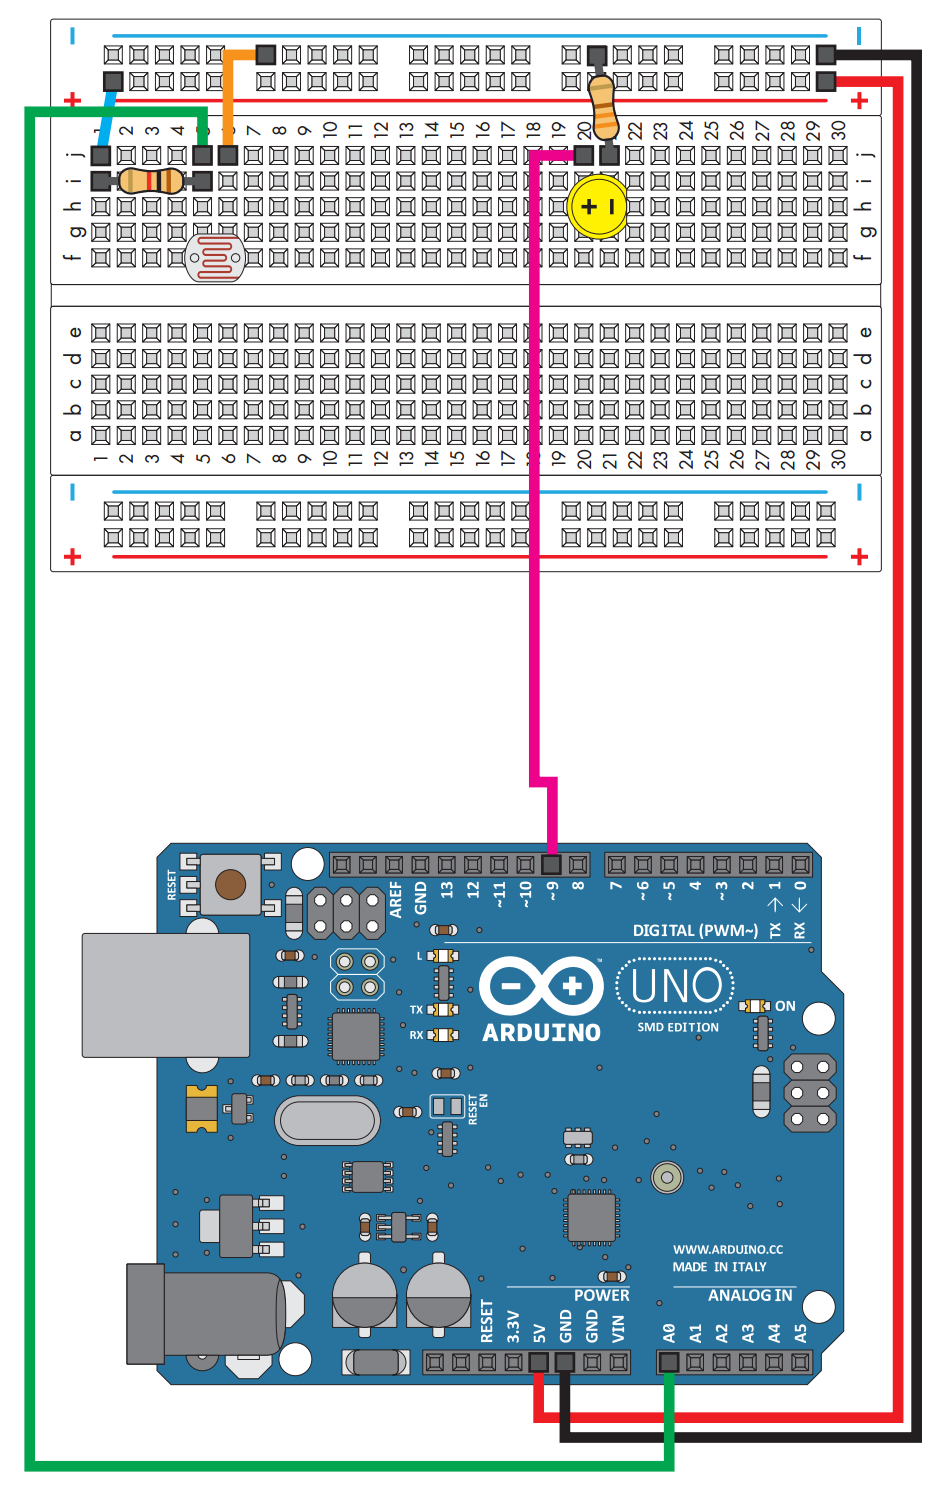 − −
+ +
1 2 3 4 5 6 7 8 9 10 11 12 13 14 15 16 17 18 19 20 21 22 23 24 25 26 27 28 29 30
j j
i i
h h
g g
f f
e e
d d
c c
b b
a a
1 2 3 4 5 6 7 8 9 10 11 12 13 14 15 16 17 18 19 20 21 22 23 24 25 26 27 28 29 30
− −
+ +
+ −
RESET
AREF GND 13 12 ~11 ~10 ~9 8 7 ~6 ~5 4 ~3 2 1 0
TX RX
DIGITAL (PWM~)
L
TX
RX
− +
™
ARDUINO
UNO
SMD EDITION
ON
RESET
EN
WWW.ARDUINO.CC
MADE IN ITALY
POWER ANALOG IN
RESET 3.3V 5V GND GND VIN A0 A1 A2 A3 A4 A5